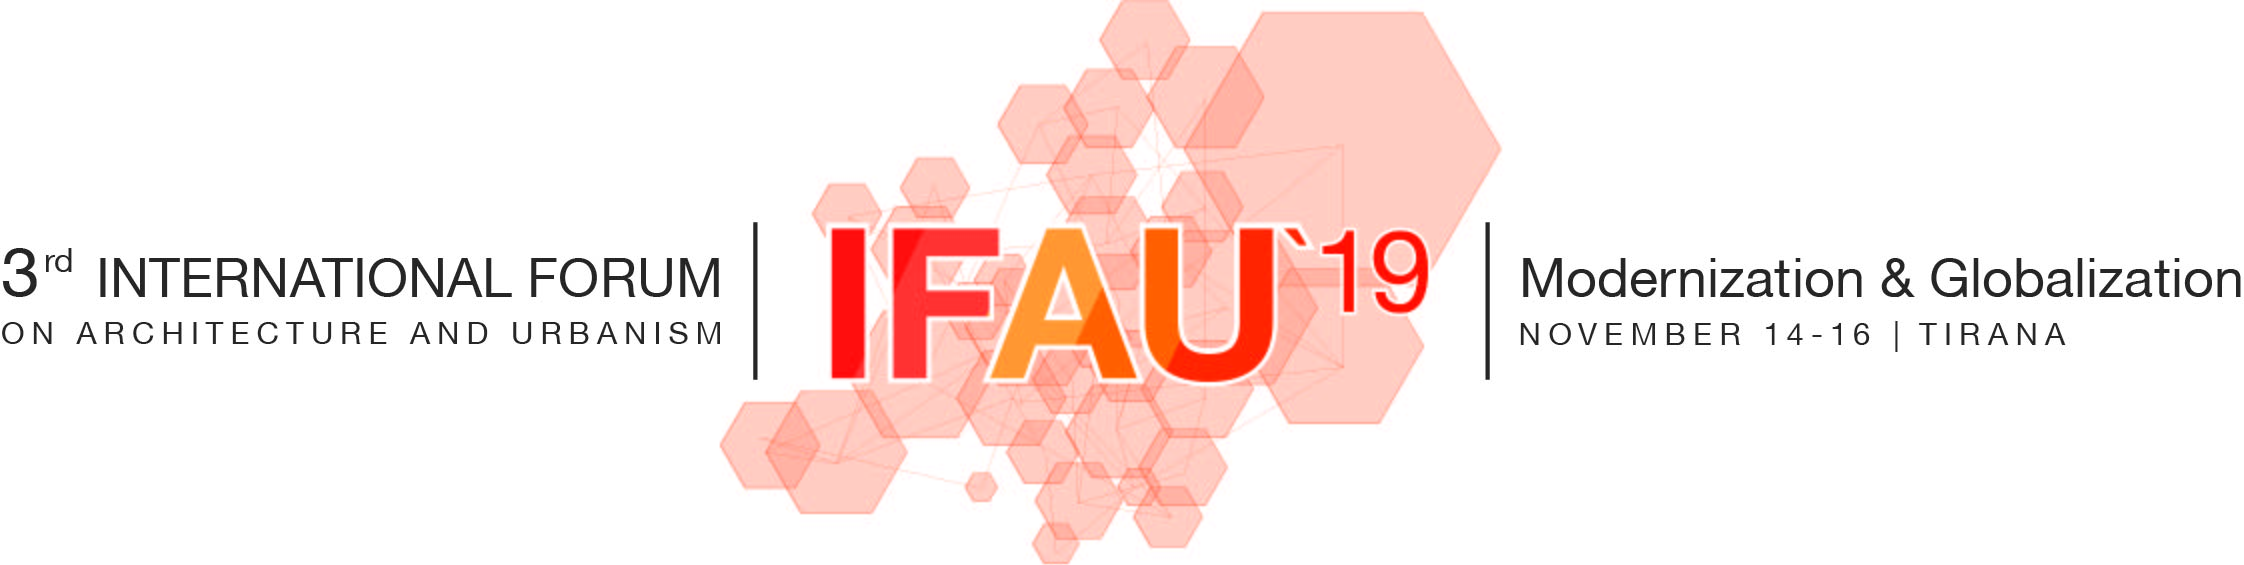 3rd INTERNATIONAL FORUM
ON ARCHITECTURE AND URBANISM
IFAU`19
Modernization & Globalization
NOVEMBER 14-16 | TIRANA